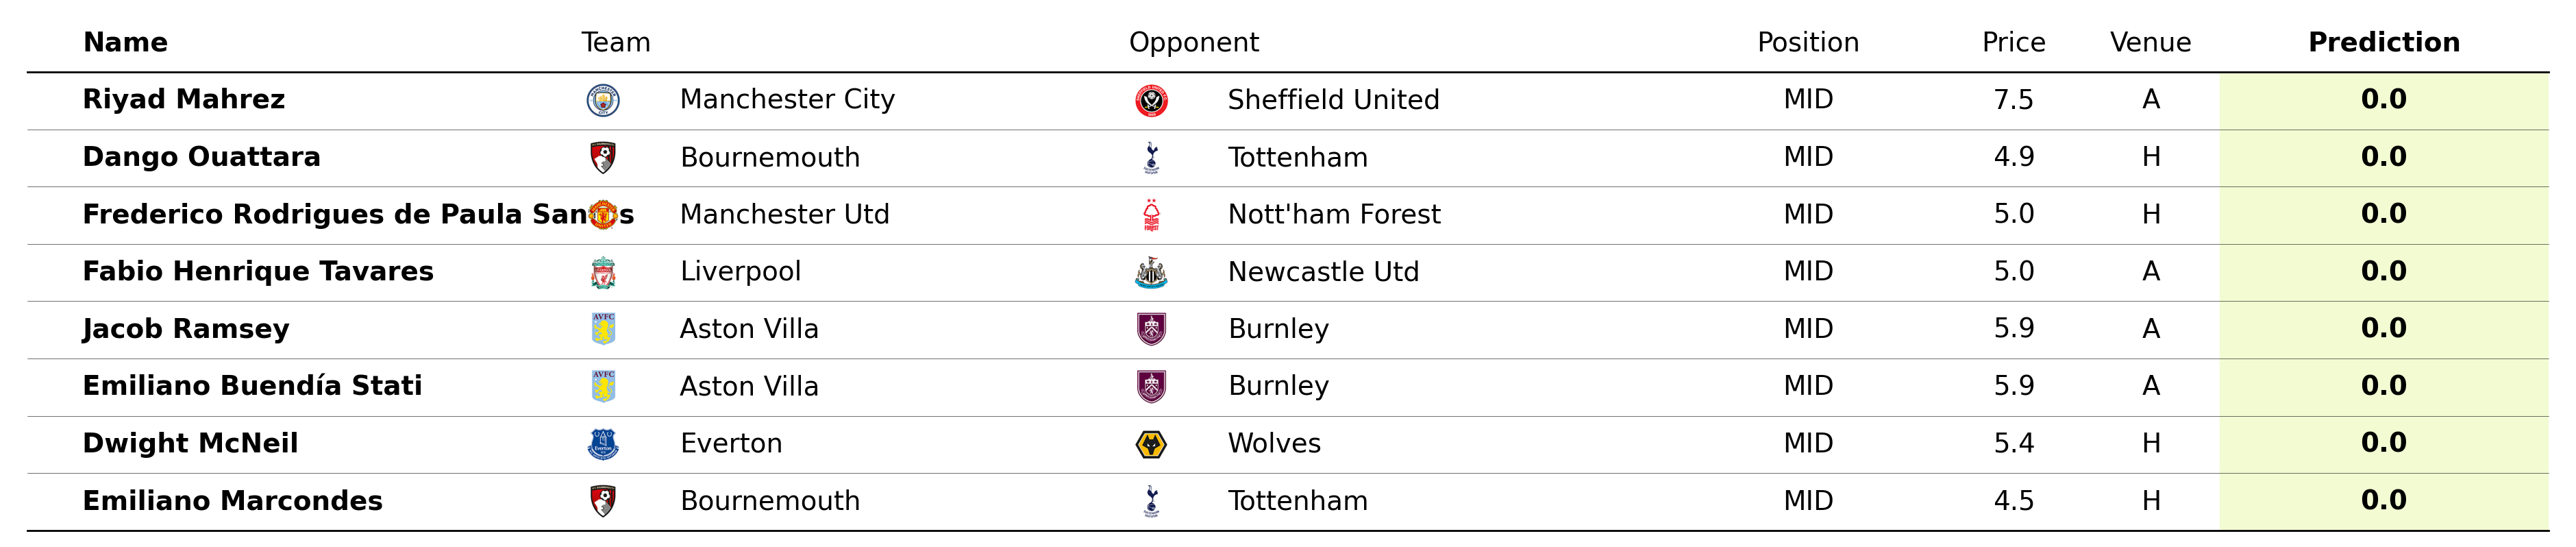 Name Team Opponent Position Price Venue Prediction
Riyad Mahrez Manchester City Sheffield United MID 7.5 A 0.0
Dango Ouattara Bournemouth Tottenham MID 4.9 H 0.0
Frederico Rodrigues de Paula Manchester Utd Nott'ham Forest MID 5.0 H 0.0
Fabio Henrique Tavares Liverpool Newcastle Utd MID 5.0 A 0.0
Jacob Ramsey AVFC Aston Villa Burnley MID 5.9 A 0.0
Emiliano Buendía Stati AVFC Aston Villa Burnley MID 5.9 A 0.0
Dwight McNeil Everton Wolves MID 5.4 H 0.0
Emiliano Marcondes Bournemouth Tottenham MID 4.5 H 0.0